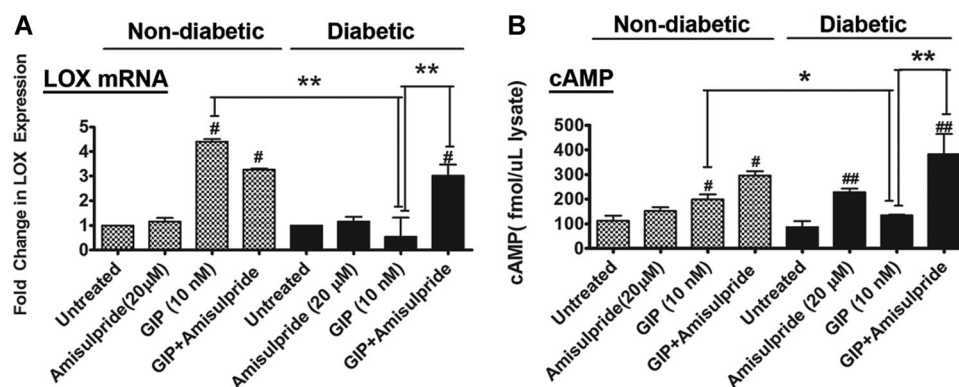 A
Non-diabetic Diabetic
LOX mRNA
** **
Fold Change in LOX Expression
5
4
3
2
1
0
# # #
Untreated
Amisulpride(20µM)
GIP (10 nM)
GIP+Amisulpride
Untreated
Amisulpride (20 µM)
GIP (10 nM)
GIP+Amisulpride
B
Non-diabetic Diabetic
cAMP
* **
cAMP( fmol/uL lysate)
500
400
300
200
100
0
# # ## ##
Untreated
Amisulpride(20µM)
GIP (10 nM)
GIP+Amisulpride
Untreated
Amisulpride (20 µM)
GIP (10 nM)
GIP+Amisulpride